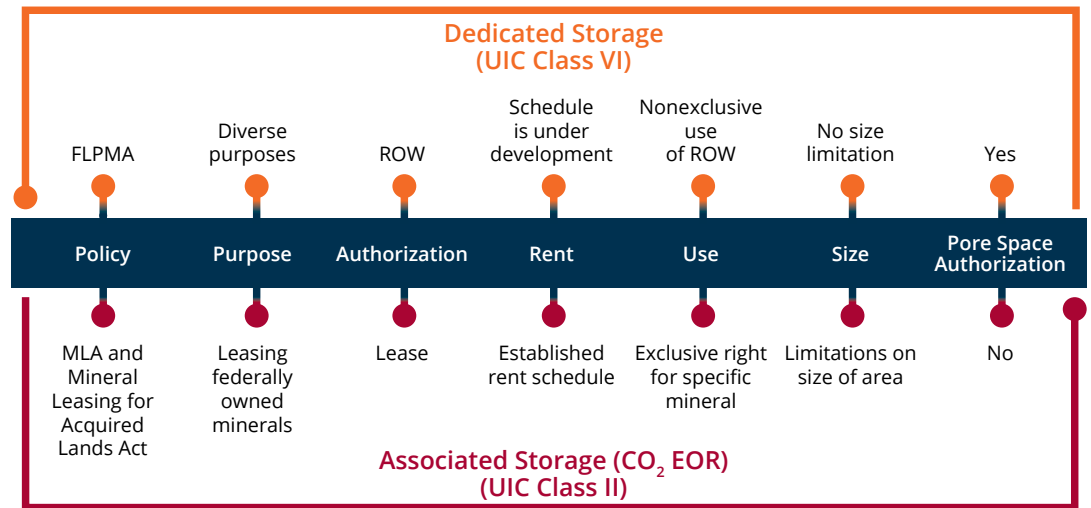 Dedicated Storage
(UIC Class VI)
FLPMA
Diverse
purposes
ROW
Schedule
is under
development
Nonexclusive
use
of ROW
No size
limitation
Yes
Policy
Purpose
Authorization
Rent
Use
Size
Pore Space
Authorization
MLA and
Mineral
Leasing for
Acquired
Lands Act
Leasing
federally
owned
minerals
Lease
Established
rent schedule
Exclusive right
for specific
mineral
Limitations on
size of area
No
Associated Storage (CO₂ EOR)
(UIC Class II)